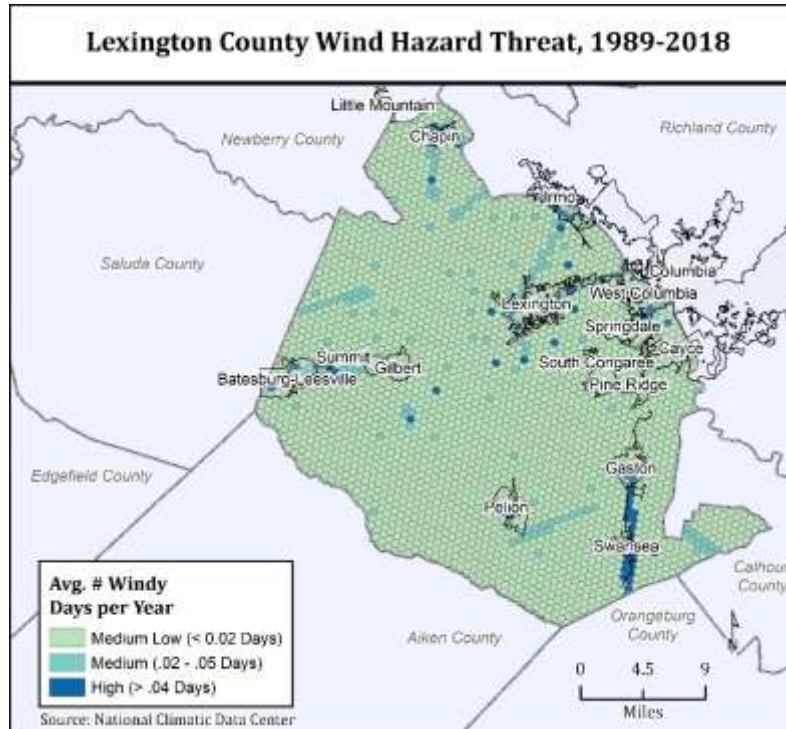 Lexington County Wind Hazard Threat, 1989-2018
Little Mountain
Newberry County
Chapin
Richland County
Irmo
Saluda County
Columbia
Lexington
West Columbia
Springdale
Summit
Gilbert
South Congaree
Cayce
Batesburg-Leesville
Pine Ridge
Edgefield County
Gaston
Pelion
Swansea
Calhoun
County
Orangeburg
County
Aiken County
Avg. # Windy
Days per Year
Medium Low (< 0.02 Days)
Medium (.02 - .05 Days)
High (> .04 Days)
0 4.5 9
Miles
Source: National Climatic Data Center